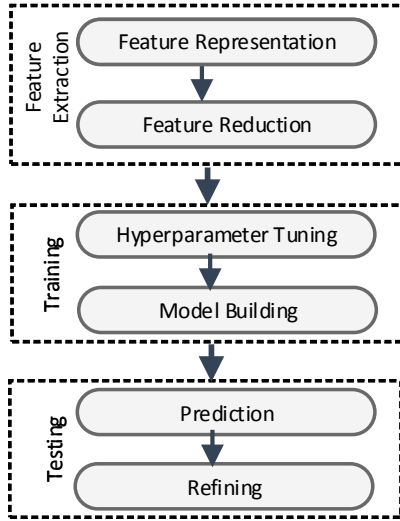 Feature
Extraction
Feature Representation
Feature Reduction
Training
Hyperparameter Tuning
Model Building
Testing
Prediction
Refining